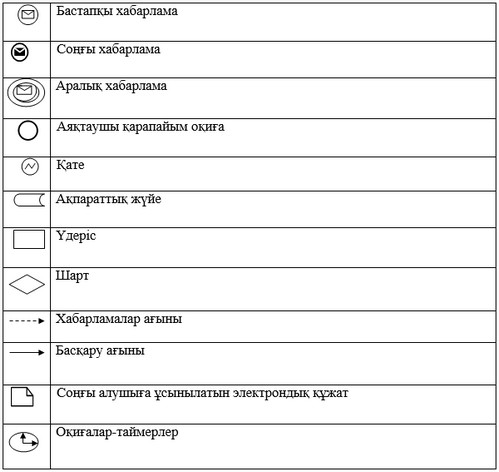 Бастапқы хабарлама
Соңғы хабарлама
Аралық хабарлама
Аяқтаушы қарапайым оқиға
Қате
Ақпараттық жүйе
Үдеріс
Шарт
Хабарламалар ағыны
Басқару ағыны
Соңғы алушыға ұсынылатын электрондық құжат
Оқиғалар-таймерлер